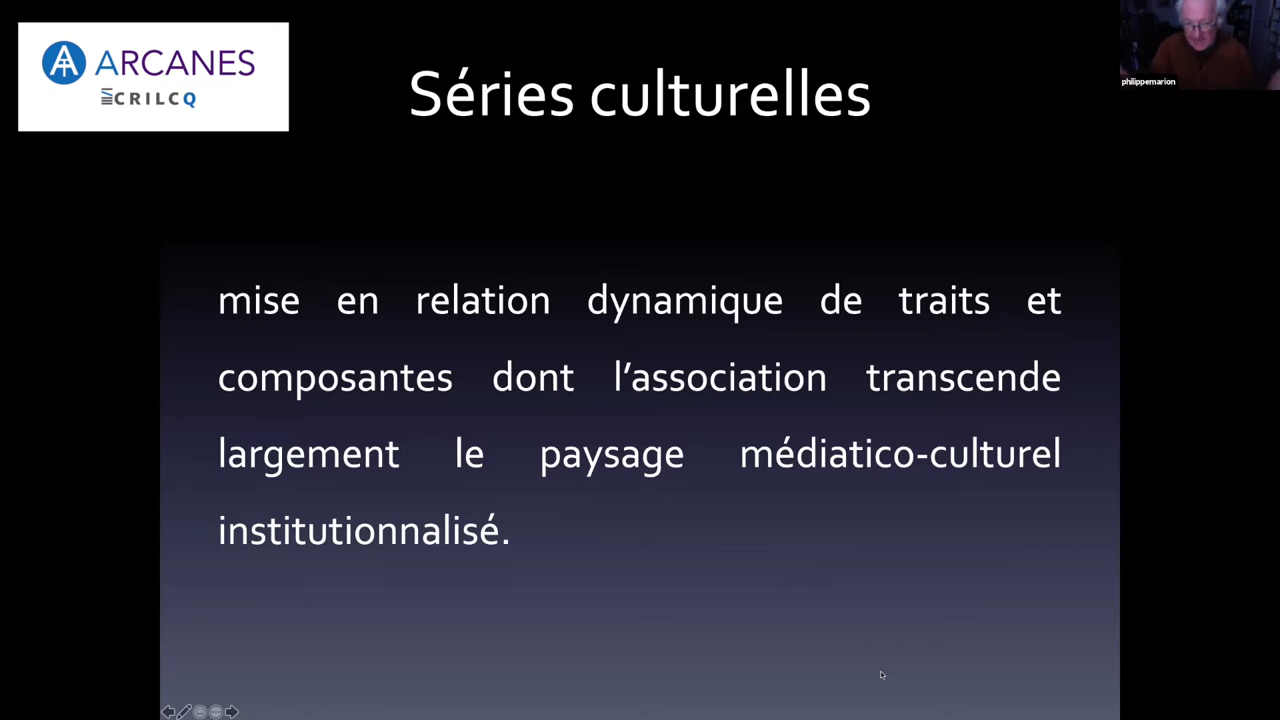 ARCANES
CRILCQ
Séries culturelles
philippemarion
mise en relation dynamique de traits et
composantes dont l’association transcende
largement le paysage médiatico-culturel
institutionnalisé.